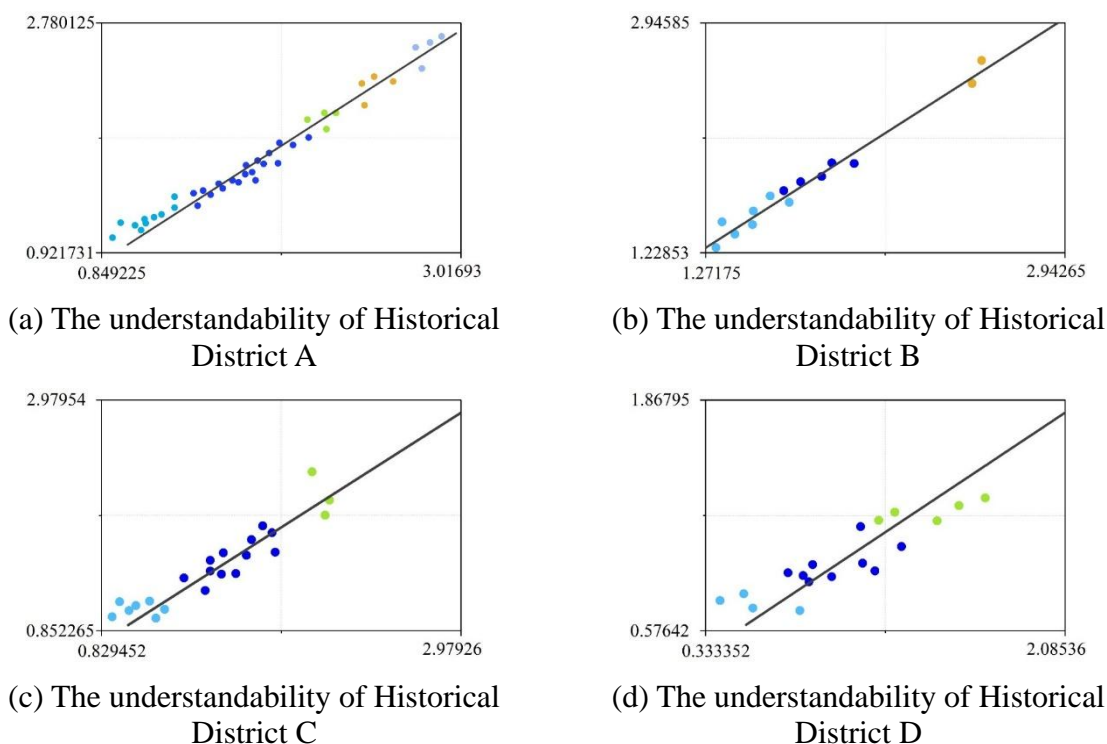 2.780125
0.921731
0.849225
3.01693
(a) The understandability of Historical
District A
2.94585
1.22853
1.27175
2.94265
(b) The understandability of Historical
District B
2.97954
0.852265
0.829452
2.97926
(c) The understandability of Historical
District C
1.86795
0.57642
0.333352
2.08536
(d) The understandability of Historical
District D